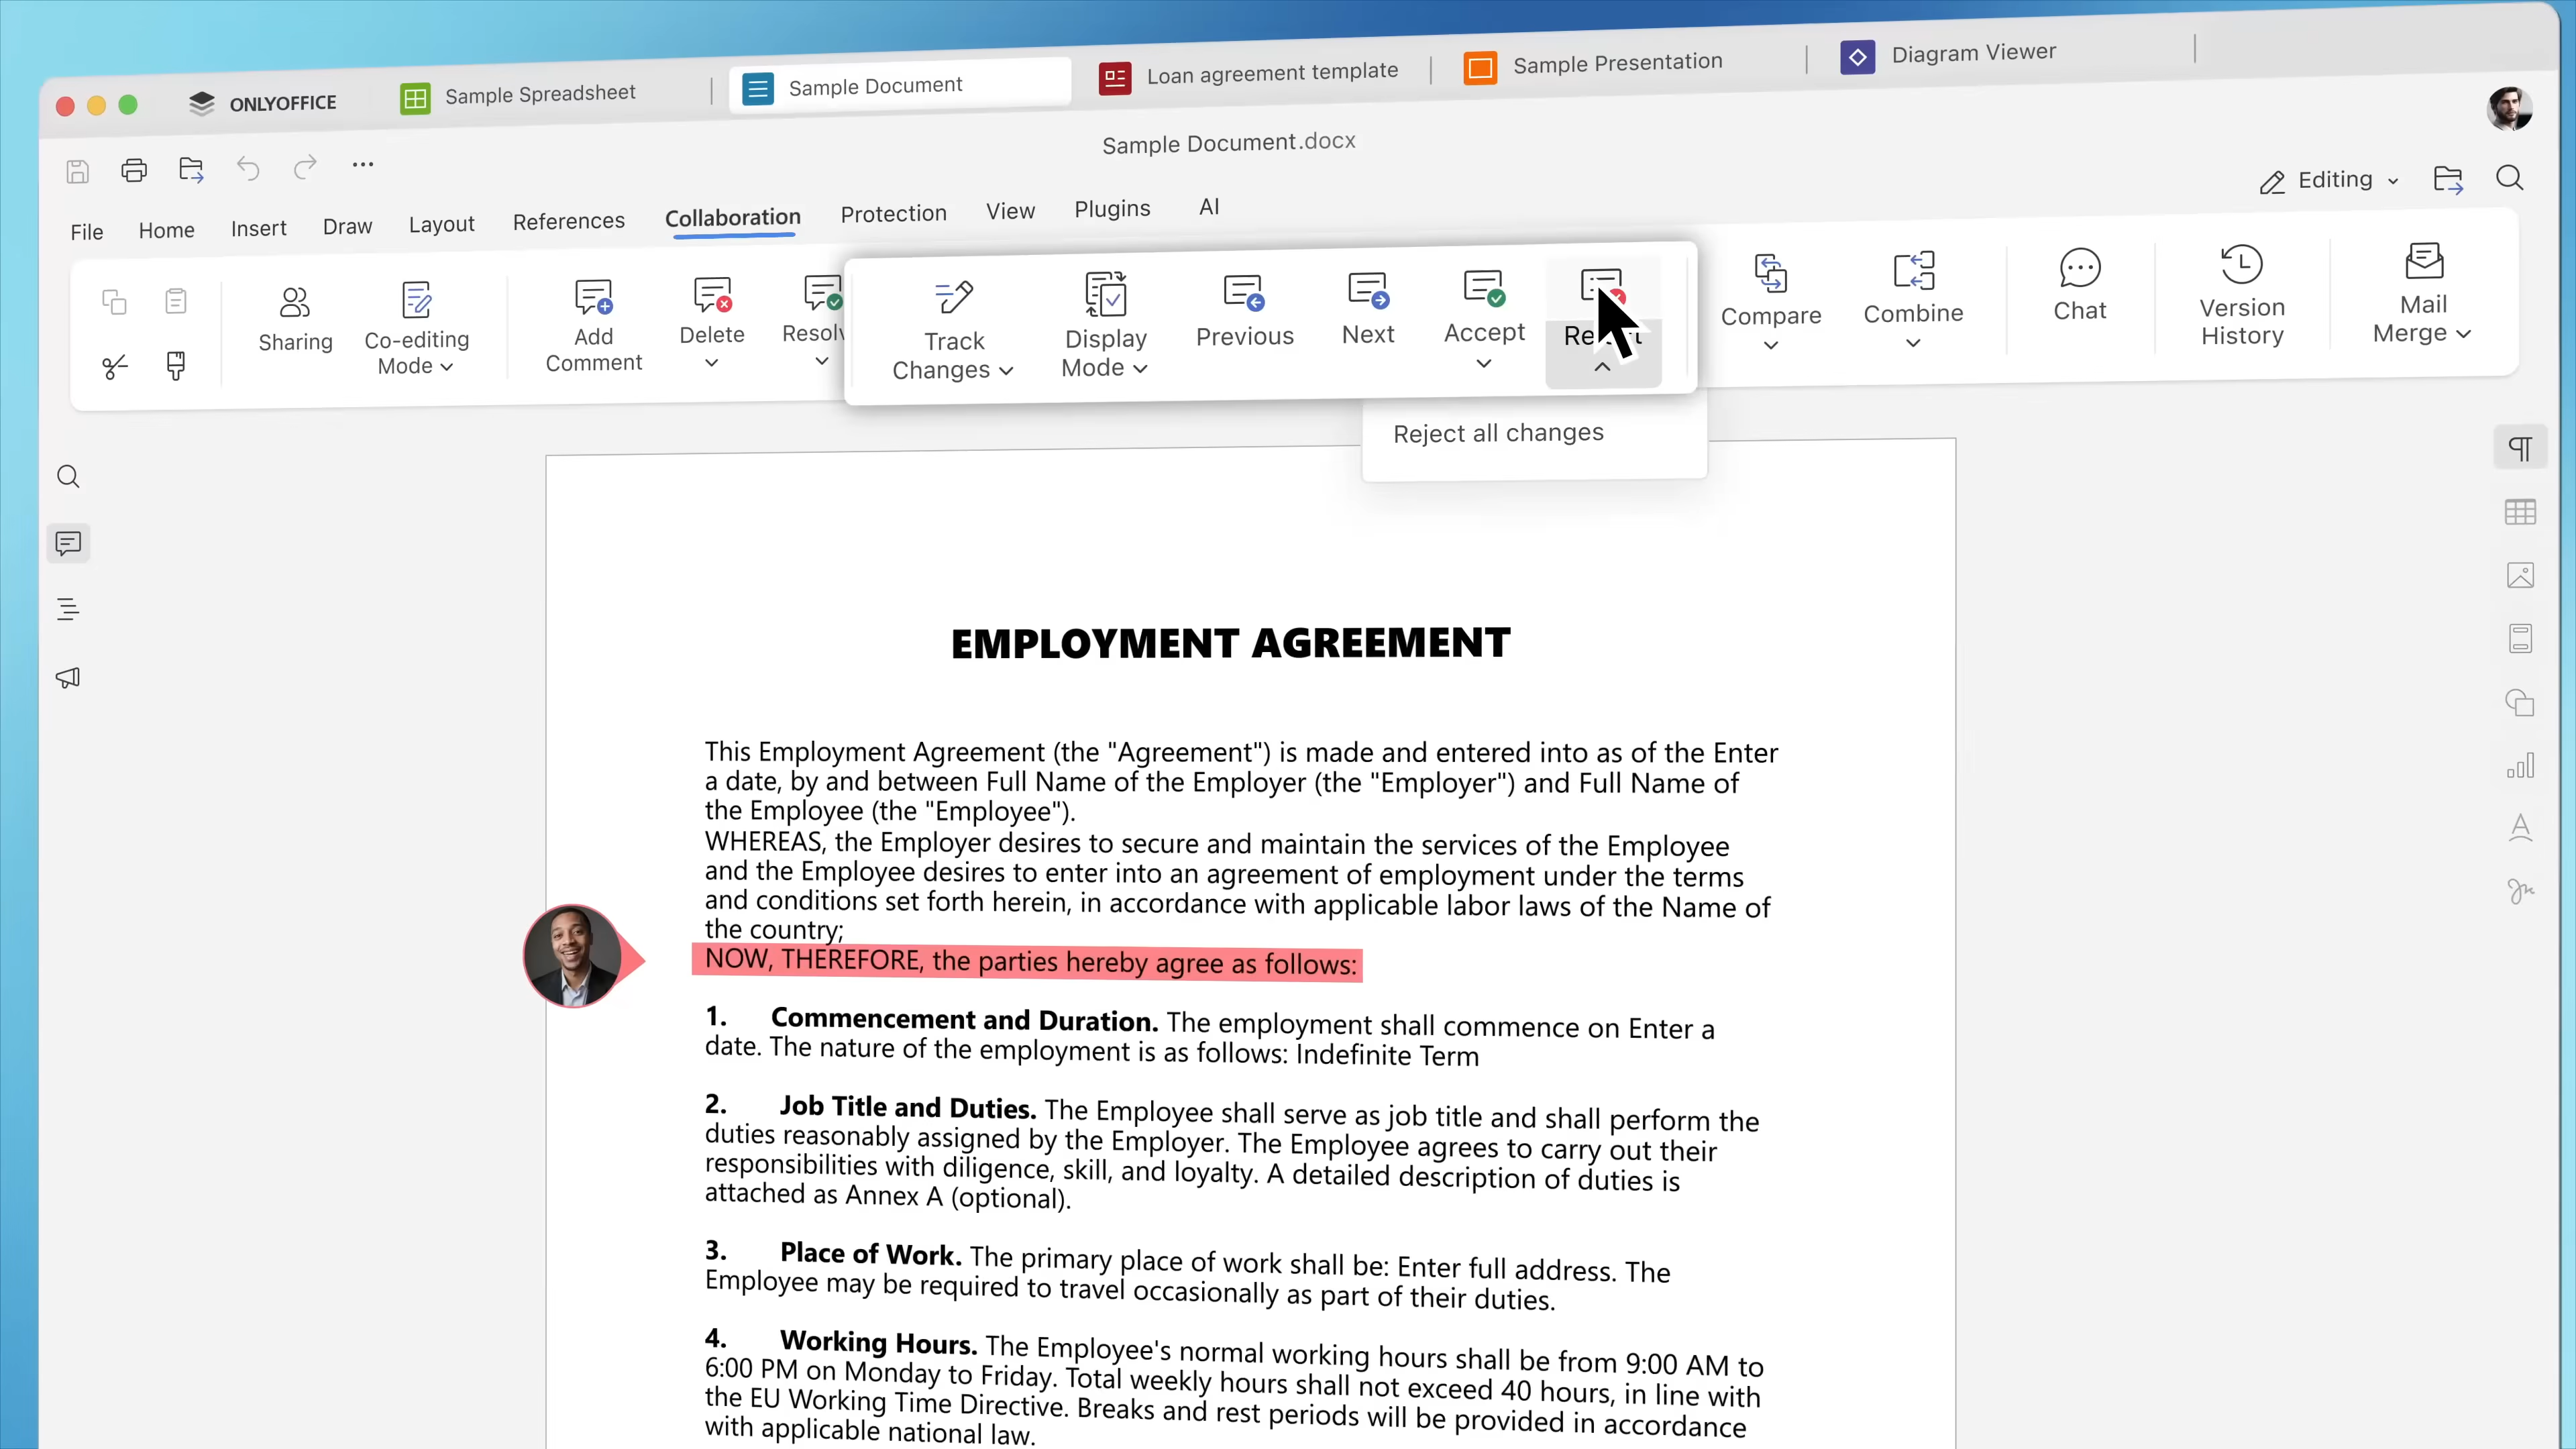 ONLYOFFICE
Sample Spreadsheet
Sample Document
Loan agreement template
Sample Presentation
Diagram Viewer
Sample Document.docx
Editing
File
Home
Insert
Draw
Layout
References
Collaboration
Protection
View
Plugins
AI
Sharing
Co-editing
Mode
Add
Comment
Delete
Resolv
Track
Changes
Display
Mode
Previous
Next
Accept
Compare
Combine
Chat
Version
History
Mail
Merge
Reject all changes
EMPLOYMENT AGREEMENT
This Employment Agreement (the "Agreement") is made and entered into as of the Enter
a date, by and between Full Name of the Employer (the "Employer") and Full Name of
the Employee (the "Employee").
WHEREAS, the Employer desires to secure and maintain the services of the Employee
and the Employee desires to enter into an agreement of employment under the terms
and conditions set forth herein, in accordance with applicable labor laws of the Name of
the country;
NOW, THEREFORE, the parties hereby agree as follows:
1. Commencement and Duration. The employment shall commence on Enter a
date. The nature of the employment is as follows: Indefinite Term
2. Job Title and Duties. The Employee shall serve as job title and shall perform the
duties reasonably assigned by the Employer. The Employee agrees to carry out their
responsibilities with diligence, skill, and loyalty. A detailed description of duties is
attached as Annex A (optional).
3. Place of Work. The primary place of work shall be: Enter full address. The
Employee may be required to travel occasionally as part of their duties.
4. Working Hours. The Employee's normal working hours shall be from 9:00 AM to
6:00 PM on Monday to Friday. Total weekly hours shall not exceed 40 hours, in line with
the EU Working Time Directive. Breaks and rest periods will be provided in accordance
with applicable national law.